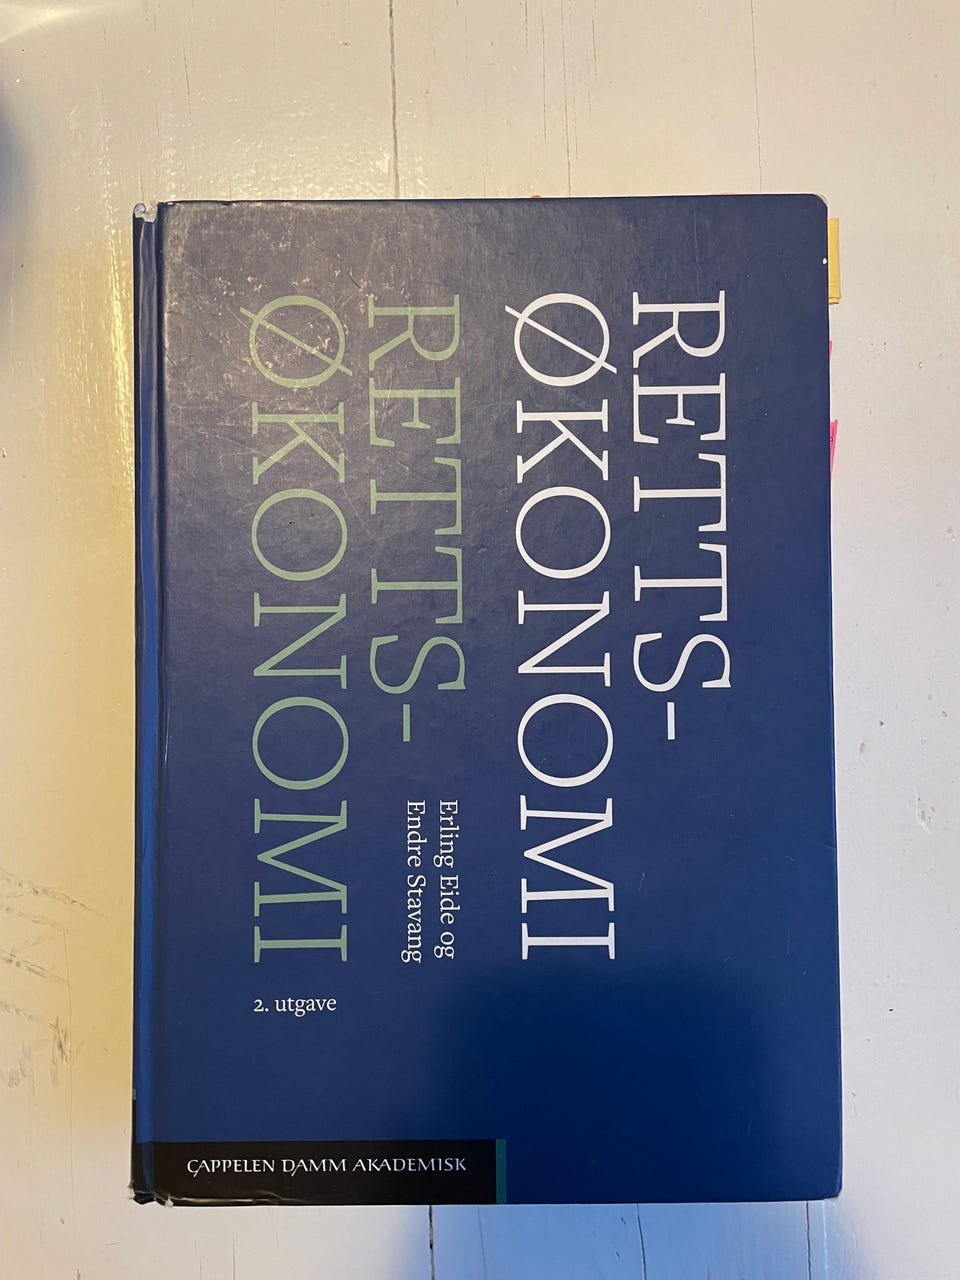 RETTS-
ØKONOMI
Erling Eide og
Endre Stavang
RETTS-
ØKONOMI
2. utgave
CAPPELEN DAMM AKADEMISK